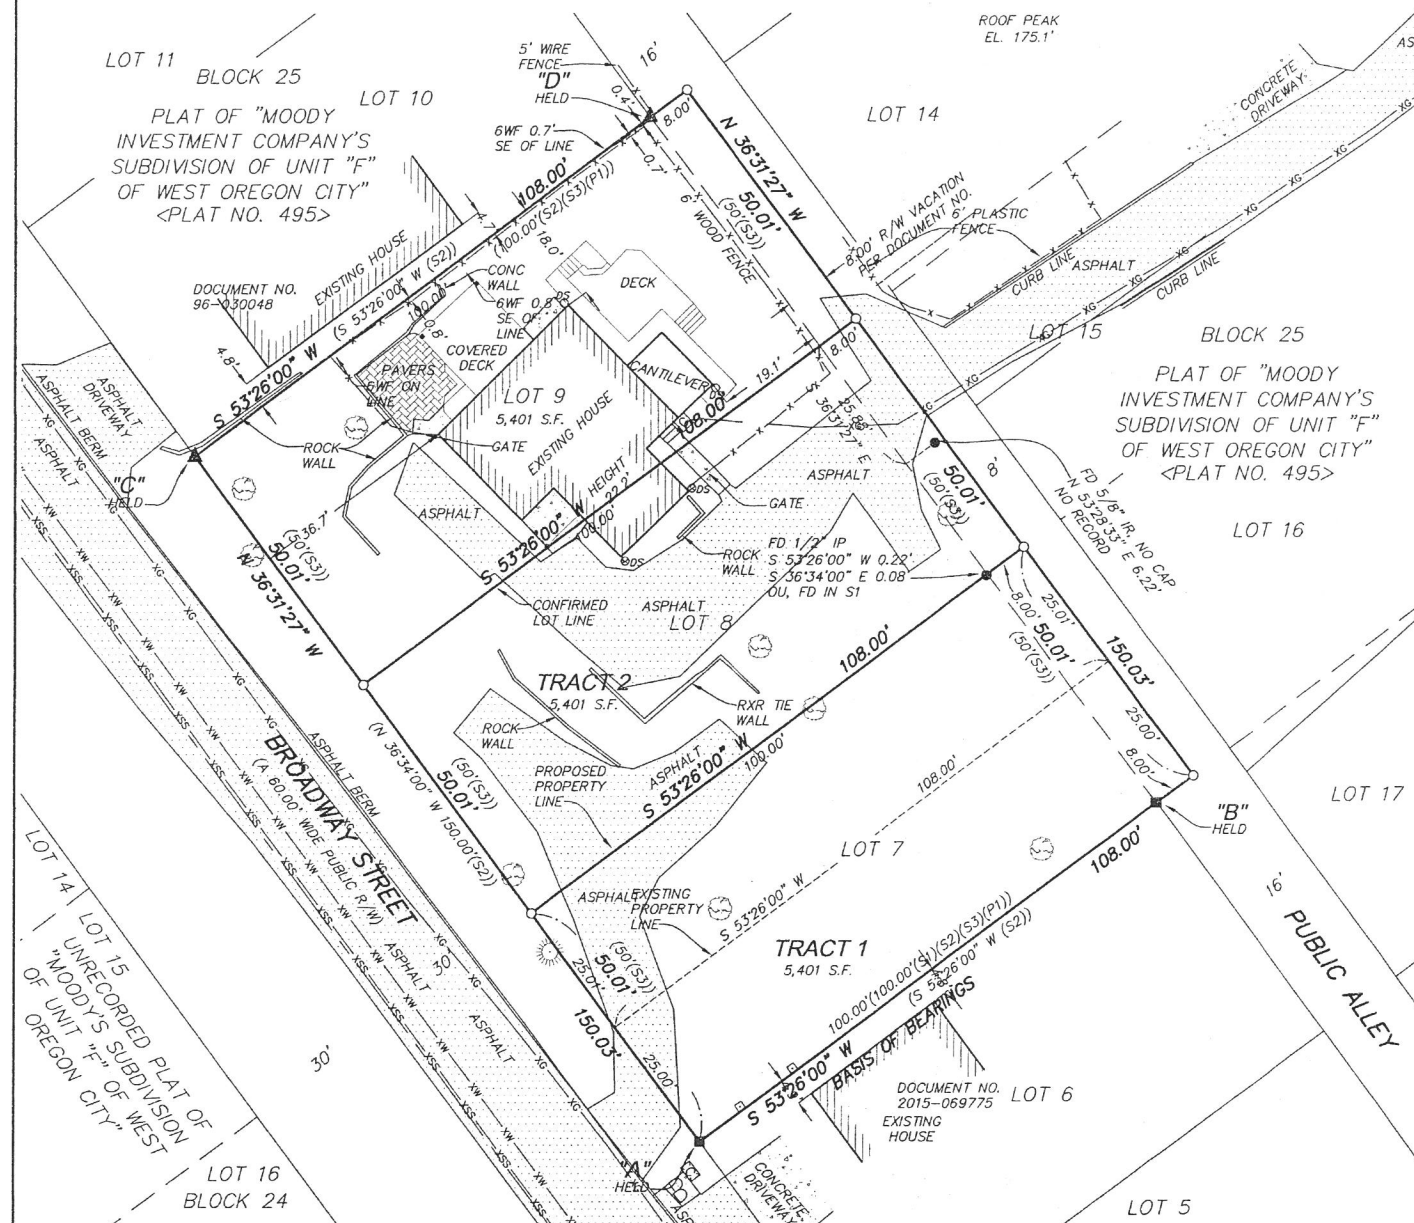 ROOF PEAK
EL. 175.1'
LOT 11
BLOCK 25
PLAT OF "MOODY
INVESTMENT COMPANY'S
SUBDIVISION OF UNIT "F"
OF WEST OREGON CITY"
<PLAT NO. 495>
LOT 10
5' WIRE
FENCE
"D"
HELD
16'
0.4'
8.00'
6WF 0.7'
SE OF LINE
0.7'
LOT 14
CONCRETE
DRIVEWAY
AS
N 36°31'27" W
50.01'
(50'(S3))
6' WOOD FENCE
8.00' R/W VACATION
PER DOCUMENT NO.
6' PLASTIC
FENCE
CURB LINE
ASPHALT
CURB LINE
XG
LOT 15
BLOCK 25
PLAT OF "MOODY
INVESTMENT COMPANY'S
SUBDIVISION OF UNIT "F"
OF WEST OREGON CITY"
<PLAT NO. 495>
108.00'
(100.00'(S2)(S3)(P1))
18.0'
4.7'
EXISTING HOUSE
DOCUMENT NO.
96-030048
(S 53°26'00" W (S2))
100.00'
S 53°26'00" W
4.8'
0.8'
CONC
WALL
6WF 0.8'
SE OF
LINE
DS
DECK
COVERED
DECK
PAVERS
6WF ON
LINE
CANTILEVER
LOT 9
5,401 S.F.
EXISTING HOUSE
19.1'
8.00'
108.00'
S 36°31'27" E
25.88'
ASPHALT
DRIVEWAY
ASPHALT BERM
ASPHALT
"C"
HELD
ROCK
WALL
GATE
HEIGHT
22.2'
100.00'
S 53°26'00" W
36.7'
ASPHALT
DS
DS
GATE
ROCK
WALL
ASPHALT
FD 1/2" IP
S 53°26'00" W 0.22'
S 36°34'00" E 0.08'
OU, FD IN S1
50.01'
(50'(S3))
8'
FD 5/8" IR, NO CAP
N 53°28'33" E 6.22'
NO RECORD
LOT 16
(50'(S3))
50.01'
N 36°31'27" W
CONFIRMED
LOT LINE
ASPHALT
LOT 8
TRACT 2
5,401 S.F.
ROCK
WALL
RXR TIE
WALL
108.00'
8.00'
50.01'
(50'(S3))
25.01'
150.03'
25.00'
8.00'
"B"
HELD
LOT 17
(N 36°34'00" W 150.00'(S2))
50.01'
(50'(S3))
PROPOSED
PROPERTY
LINE
ASPHALT
S 53°26'00" W
100.00'
108.00'
BROADWAY STREET
(A 60.00' WIDE PUBLIC R/W)
ASPHALT BERM
XG
XW
XSS
LOT 7
ASPHALT
EXISTING
PROPERTY
LINE
S 53°26'00" W
108.00'
16'
PUBLIC ALLEY
TRACT 1
5,401 S.F.
(50'(S3))
50.01'
25.01'
150.03'
25.00'
100.00'(100.00'(S1)(S2)(S3)(P1))
(S 53°26'00" W (S2))
S 53°26'00" W
BASIS OF BEARINGS
DOCUMENT NO.
2015-069775
EXISTING
HOUSE
LOT 6
LOT 14
LOT 15
UNRECORDED PLAT OF
"MOODY'S SUBDIVISION
OF UNIT "F" OF WEST
OREGON CITY"
30'
30'
ASPHALT
ASPHALT
LOT 16
BLOCK 24
"A"
HELD
CONCRETE
DRIVEWAY
LOT 5